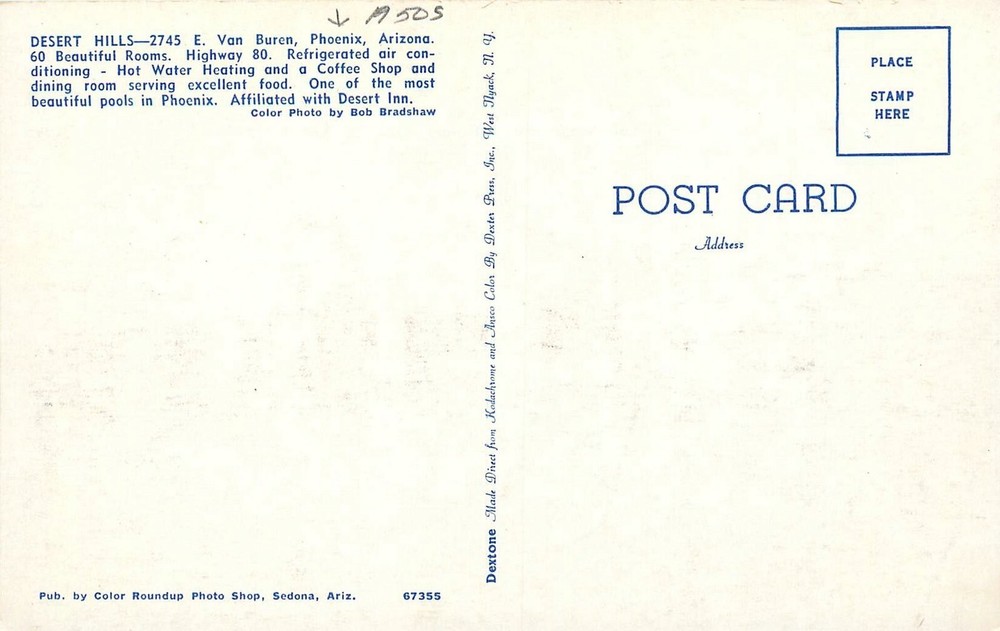 1950s
DESERT HILLS—2745 E. Van Buren, Phoenix, Arizona.
60 Beautiful Rooms. Highway 80. Refrigerated air con-
ditioning - Hot Water Heating and a Coffee Shop and
dining room serving excellent food. One of the most
beautiful pools in Phoenix. Affiliated with Desert Inn.
Color Photo by Bob Bradshaw
Pub. by Color Roundup Photo Shop, Sedona, Ariz. 67355
Dextone Made Direct from Kodachrome and Ansco Color By Dexter Press, Inc., West Nyack, N. Y.
PLACE
STAMP
HERE
POST CARD
Address